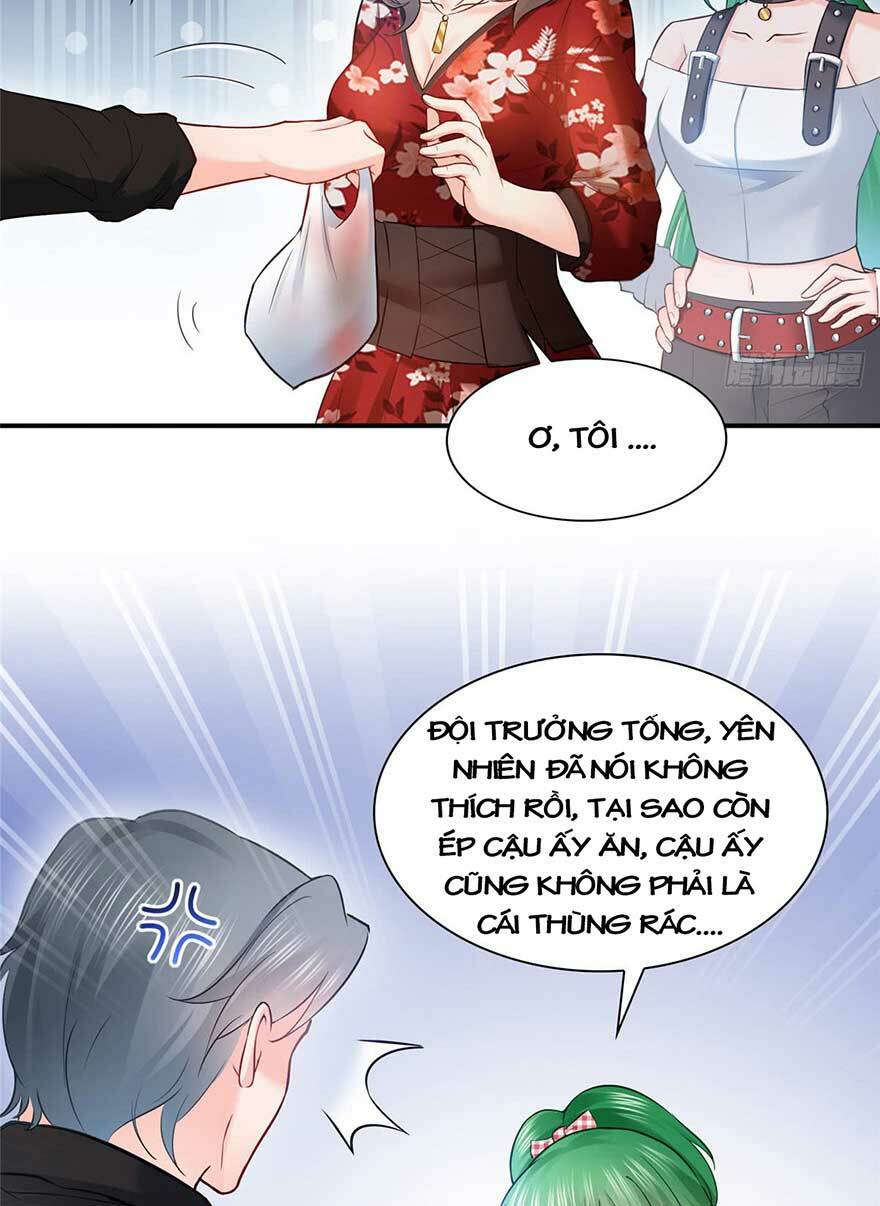 Ơ, TÔI ....
ĐỘI TRƯỞNG TỐNG, YÊN
NHIÊN ĐÃ NÓI KHÔNG
THÍCH RỒI, TẠI SAO CÒN
ÉP CẬU ẤY ĂN, CẬU ẤY
CŨNG KHÔNG PHẢI LÀ
CÁI THÙNG RÁC....